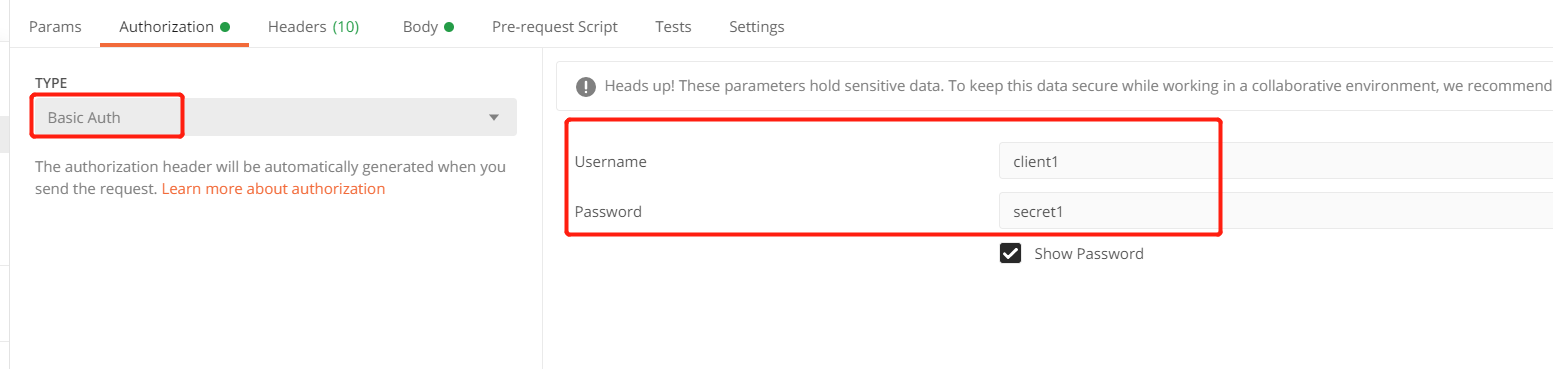 Params Authorization Headers (10) Body Pre-request Script Tests Settings
TYPE
Basic Auth
The authorization header will be automatically generated when you
send the request. Learn more about authorization
Heads up! These parameters hold sensitive data. To keep this data secure while working in a collaborative environment, we recommend
Username client1
Password secret1
Show Password